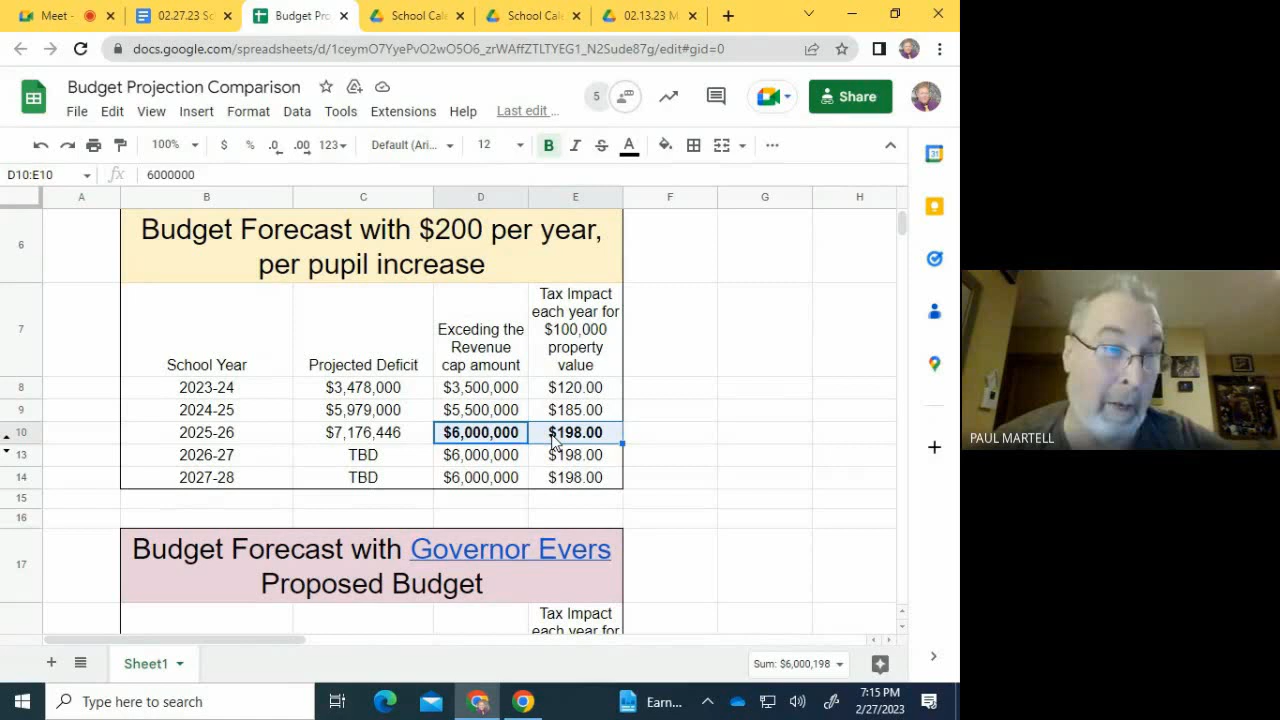 Meet -
02.27.23 Sc
Budget Pro
School Cale
School Cale
02.13.23 M
docs.google.com/spreadsheets/d/1ceymO7YyePvO2wO5O6_zrWAffZTLTYEG1_N2Sude87g/edit#gid=0
Budget Projection Comparison
5
Share
File Edit View Insert Format Data Tools Extensions Help Last edit ...
100% $ % .0 .00 123 Default (Ari... 12 B I S A
D10:E10 fx 6000000
A B C D E F G H
6 Budget Forecast with $200 per year,
per pupil increase
7 School Year Projected Deficit Exceding the Revenue cap amount Tax Impact each year for $100,000 property value
8 2023-24 $3,478,000 $3,500,000 $120.00
9 2024-25 $5,979,000 $5,500,000 $185.00
10 2025-26 $7,176,446 $6,000,000 $198.00
13 2026-27 TBD $6,000,000 $198.00
14 2027-28 TBD $6,000,000 $198.00
15
16
17 Budget Forecast with Governor Evers
Proposed Budget
Tax Impact
each year for
Sheet1
Sum: $6,000,198
PAUL MARTELL
Type here to search
Earn...
7:15 PM
2/27/2023